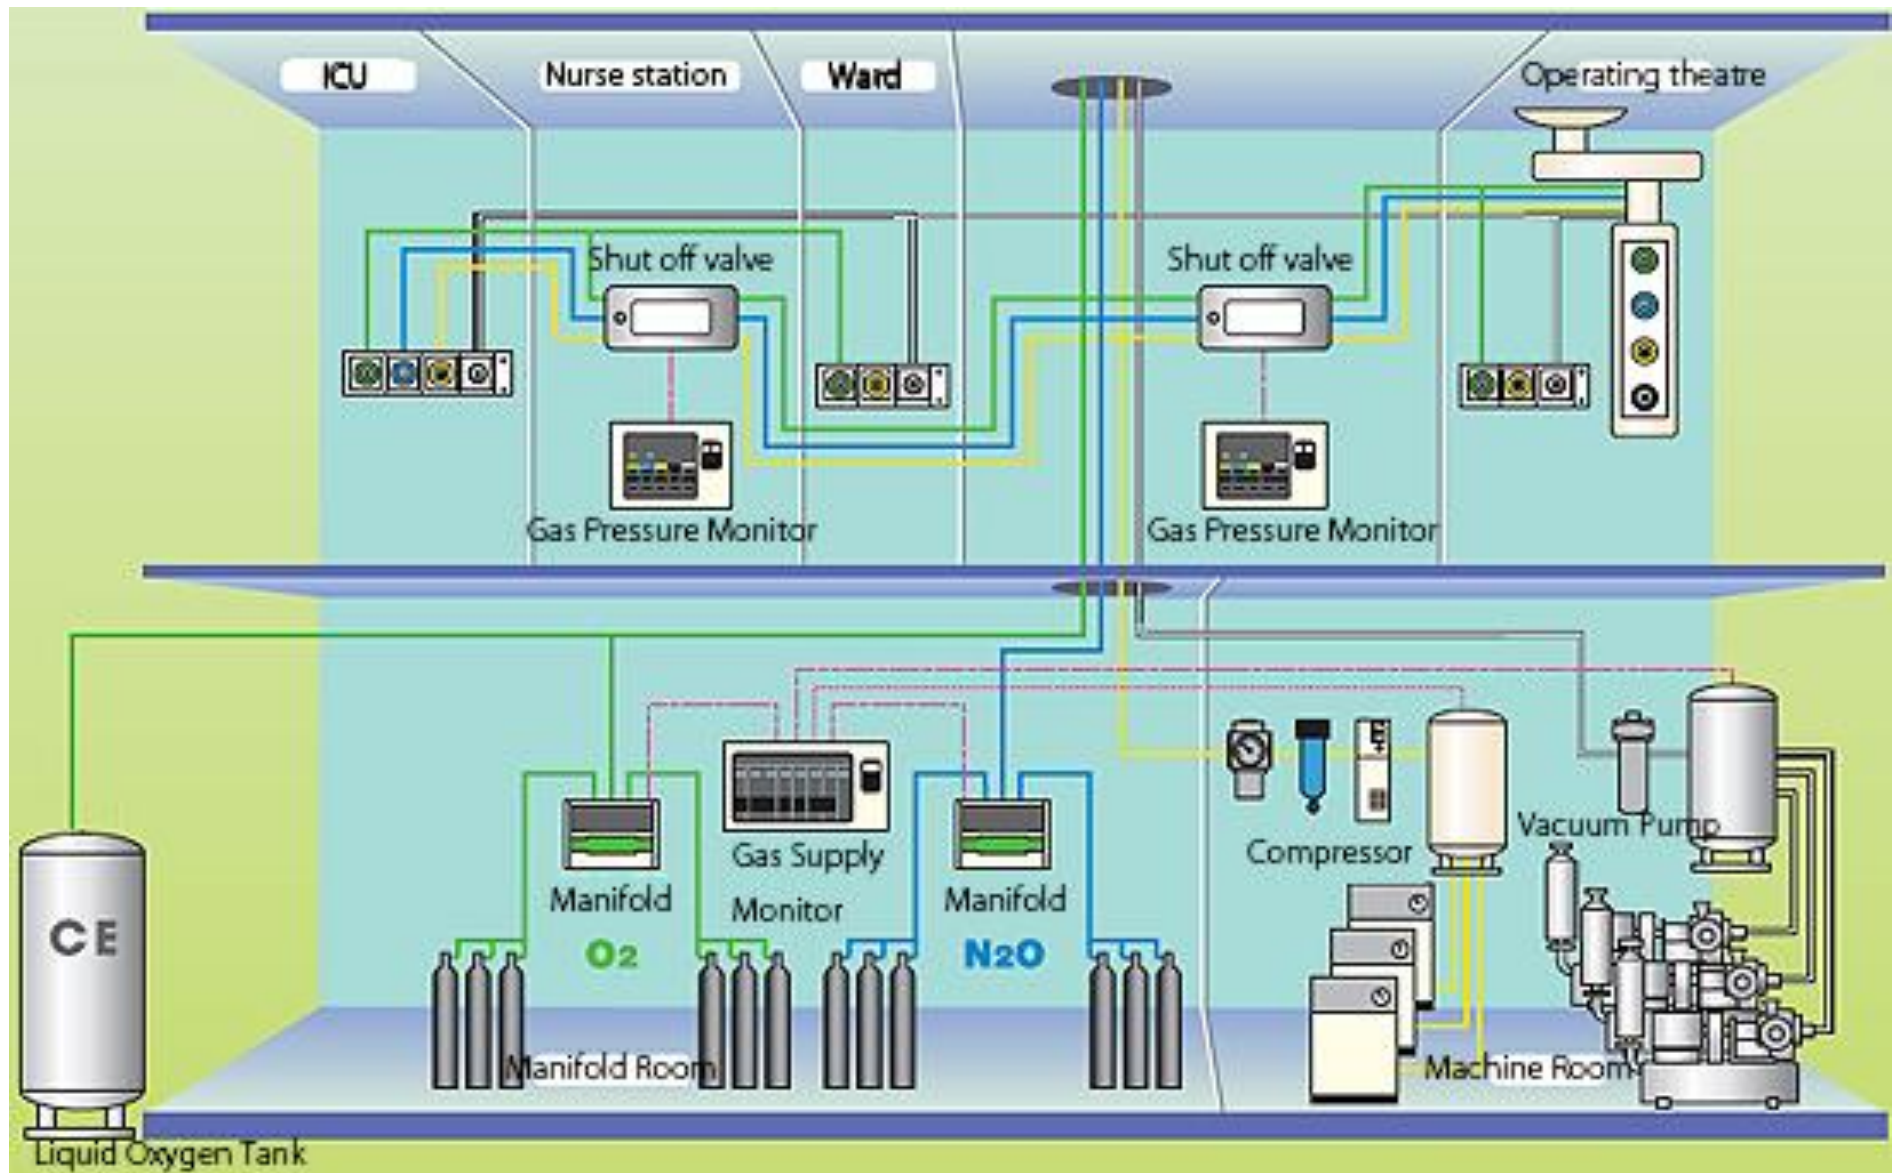 ICU
Nurse station
Ward
Operating theatre
Shut off valve
Shut off valve
Gas Pressure Monitor
Gas Pressure Monitor
Vacuum Pump
Compressor
Gas Supply
Monitor
Manifold
Manifold
O2
N2O
CE
Manifold Room
Machine Room
Liquid Oxygen Tank